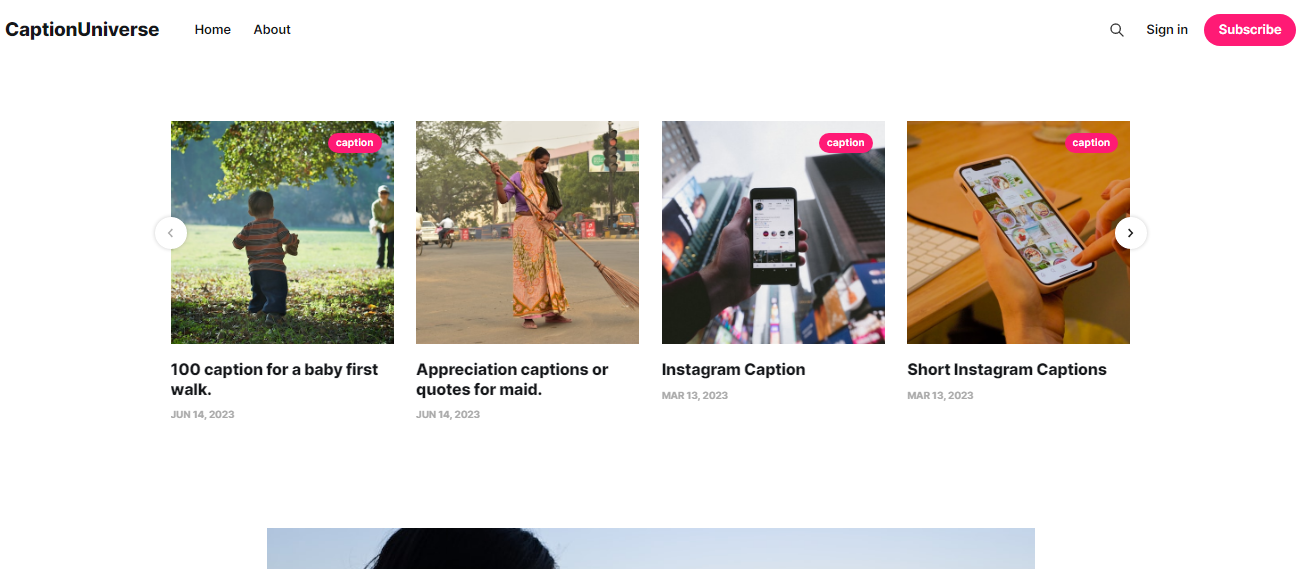 CaptionUniverse
Home
About
Sign in
Subscribe
caption
100 caption for a baby first
walk.
JUN 14, 2023
Appreciation captions or
quotes for maid.
JUN 14, 2023
caption
Instagram Caption
MAR 13, 2023
caption
Short Instagram Captions
MAR 13, 2023